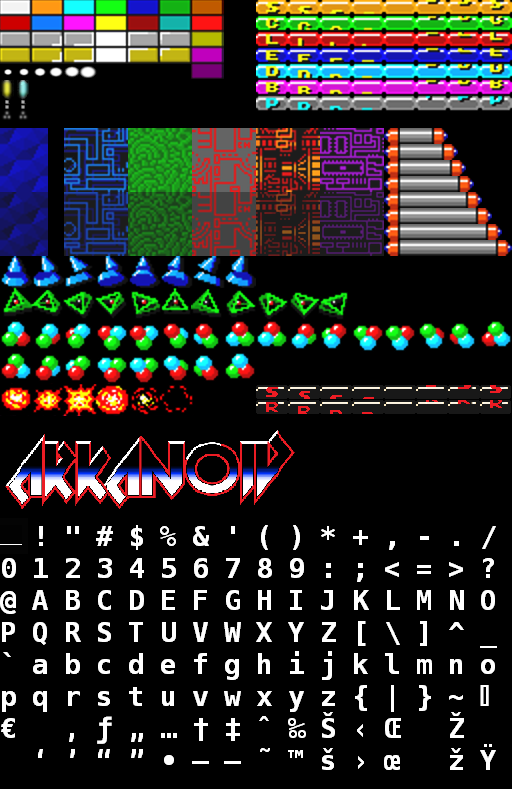 S
C
L
E
D
B
P
S
R
ARKANOID
_ ! " # $ % & ' ( ) * + , - . /
0 1 2 3 4 5 6 7 8 9 : ; < = > ?
@ A B C D E F G H I J K L M N O
P Q R S T U V W X Y Z [ \ ] ^ _
` a b c d e f g h i j k l m n o
p q r s t u v w x y z { | } ~ ▯
€ ‚ ƒ „ … † ‡ ˆ ‰ Š ‹ Œ Ž
‘ ’ “ ” • – — ˜ ™ š › œ ž Ÿ